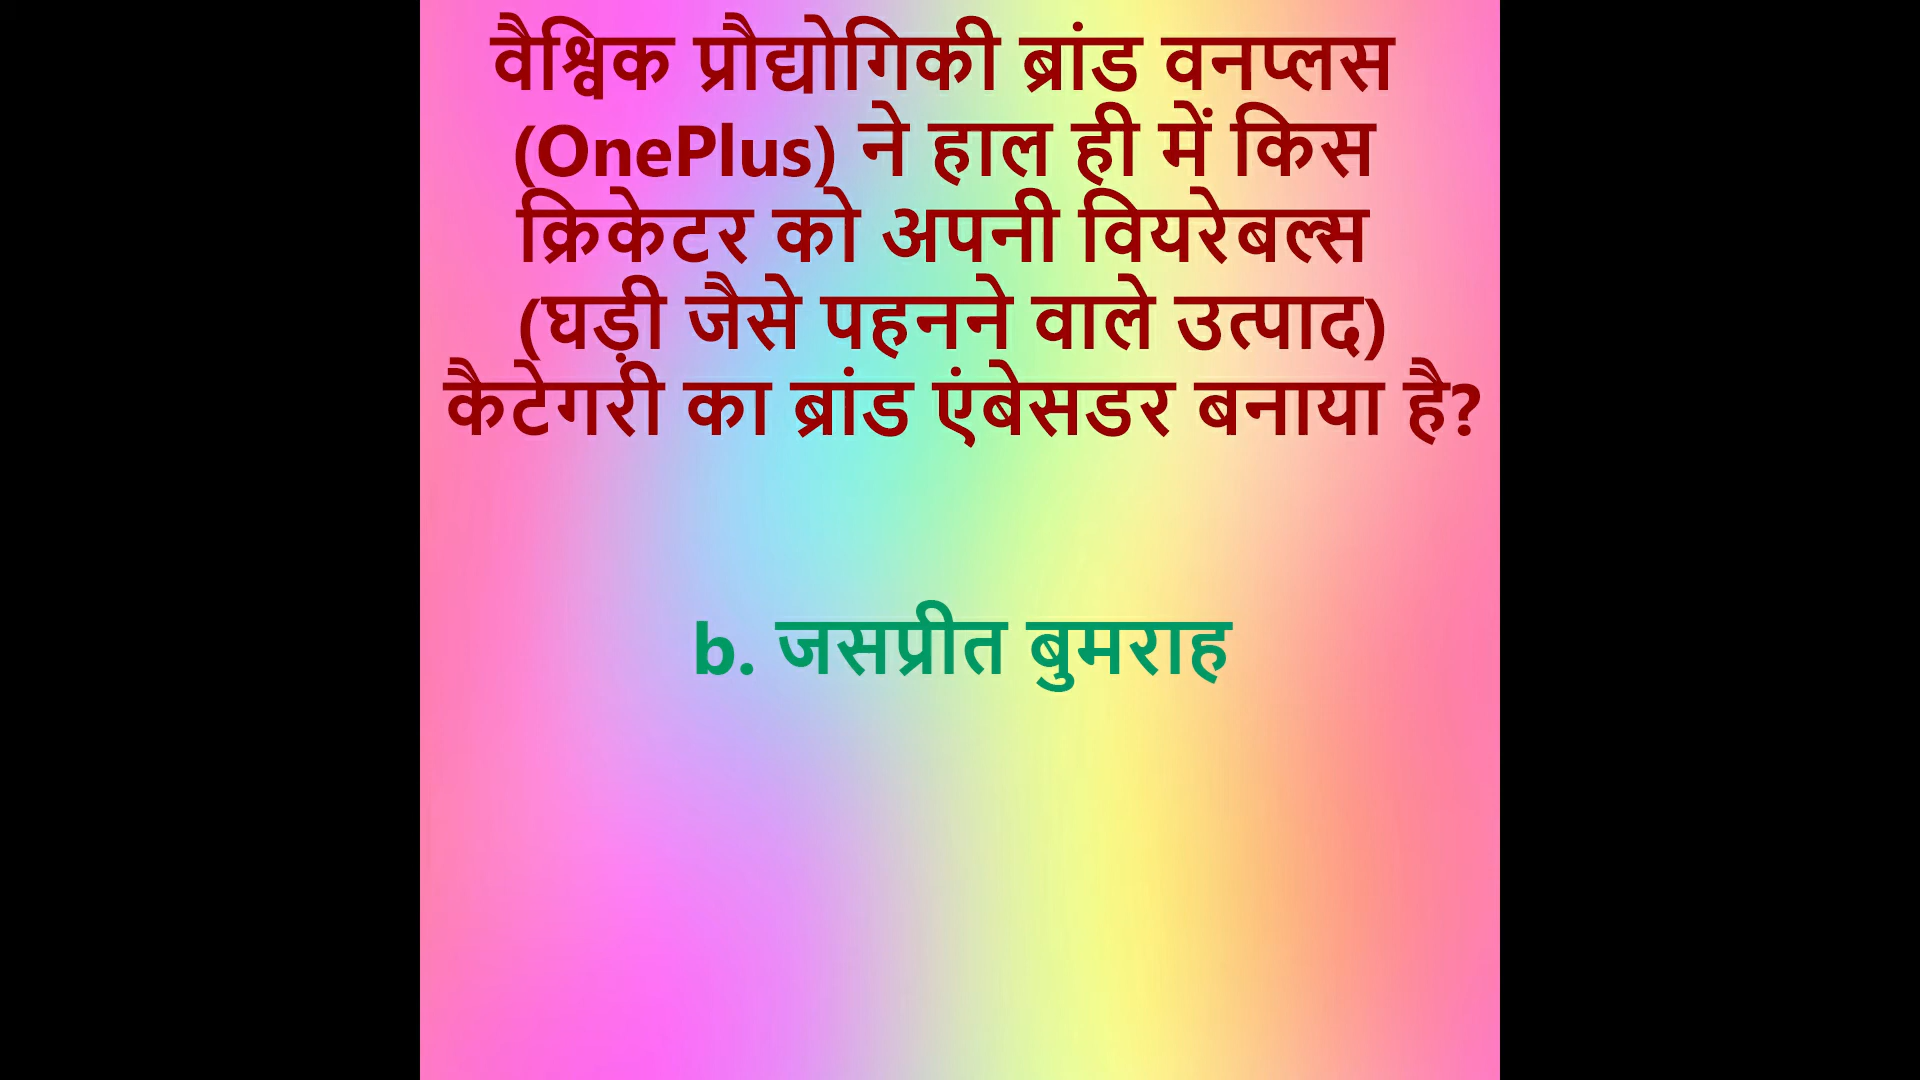 वैश्विक प्रौद्योगिकी ब्रांड वनप्लस
(OnePlus) ने हाल ही में किस
क्रिकेटर को अपनी वियरेबल्स
(घड़ी जैसे पहनने वाले उत्पाद)
कैटेगरी का ब्रांड एंबेसडर बनाया है?
b. जसप्रीत बुमराह